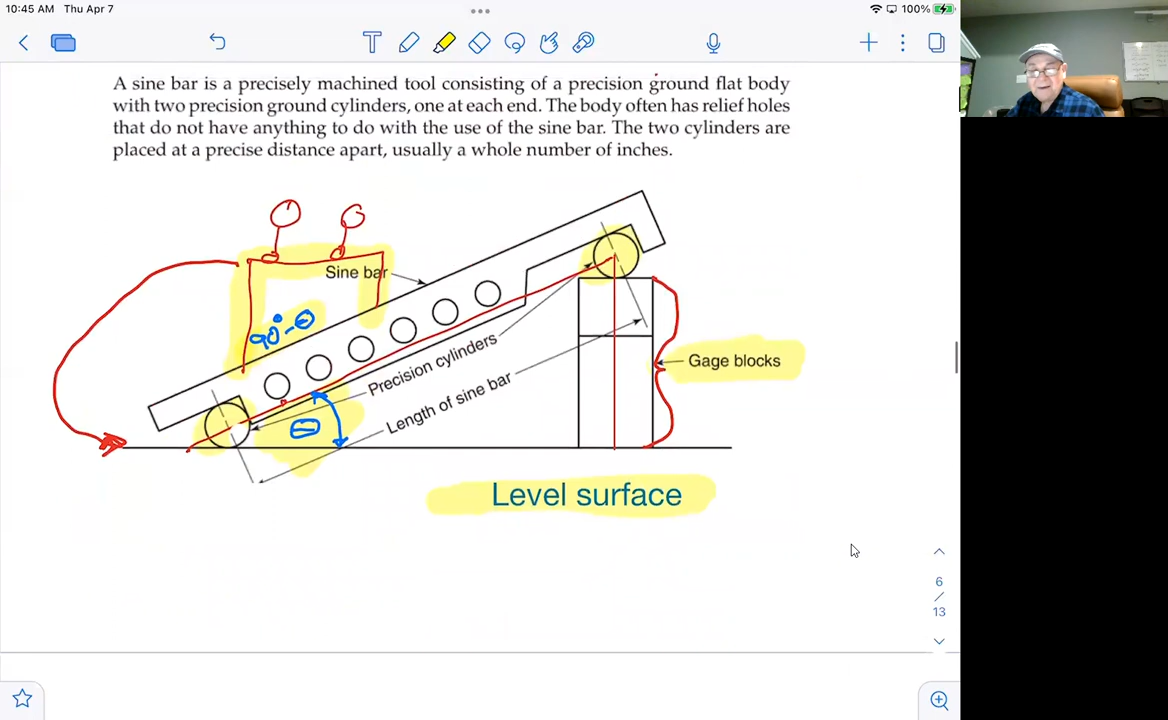 10:45 AM Thu Apr 7
100%
T
A sine bar is a precisely machined tool consisting of a precision ground flat body
with two precision ground cylinders, one at each end. The body often has relief holes
that do not have anything to do with the use of the sine bar. The two cylinders are
placed at a precise distance apart, usually a whole number of inches.
Sine bar
90°-Θ
Precision cylinders
Gage blocks
Length of sine bar
Θ
Level surface
6
/
13